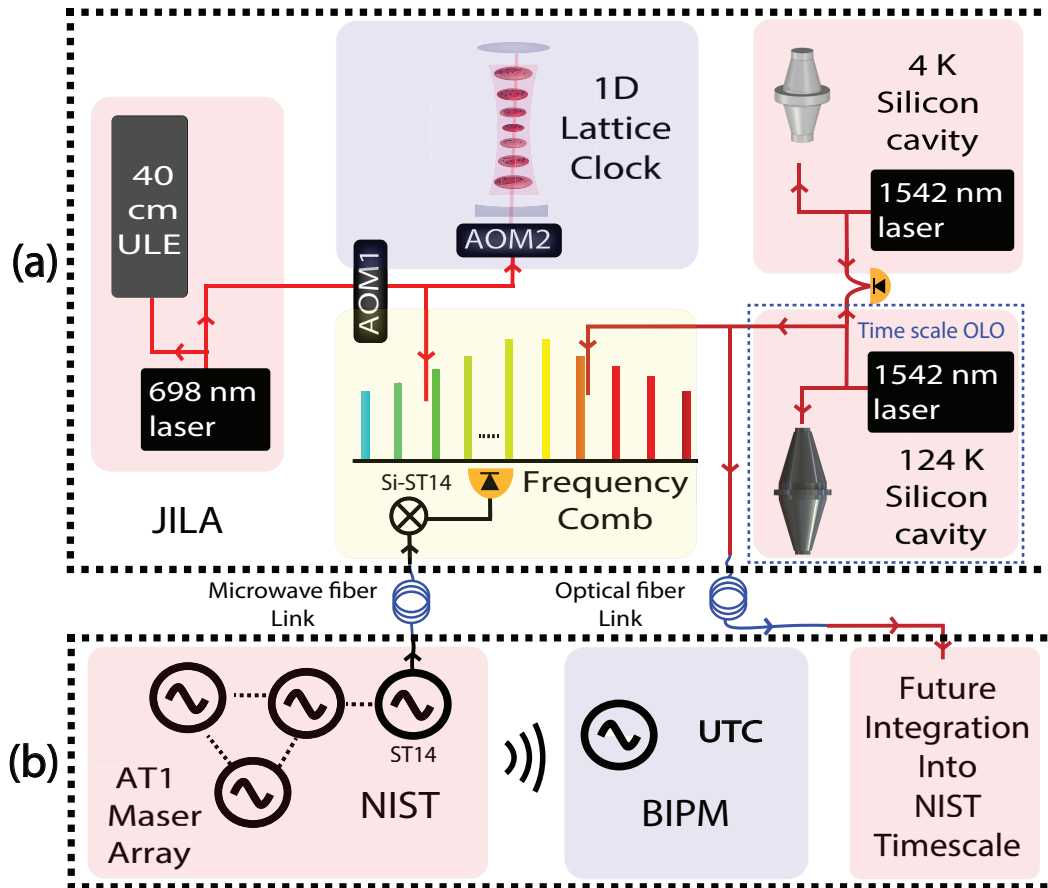 (a)
40
cm
ULE
698 nm
laser
JILA
AOM1
1D
Lattice
Clock
AOM2
4 K
Silicon
cavity
1542 nm
laser
Time scale OLO
1542 nm
laser
124 K
Silicon
cavity
Si-ST14
Frequency
Comb
Microwave fiber
Link
Optical fiber
Link
(b)
AT1
Maser
Array
ST14
NIST
UTC
BIPM
Future
Integration
Into
NIST
Timescale